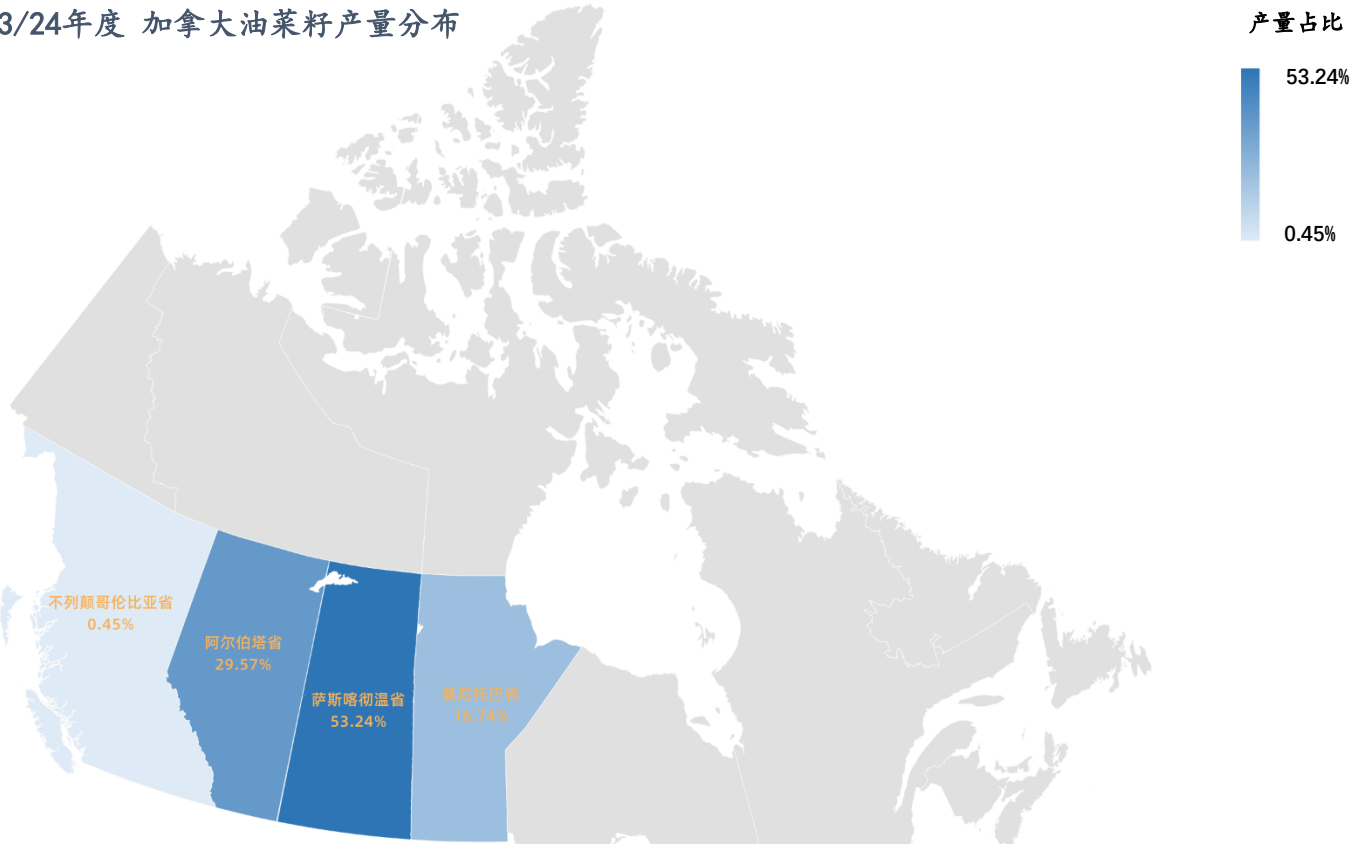 3/24年度 加拿大油菜籽产量分布
产量占比
53.24%
0.45%
不列颠哥伦比亚省
0.45%
阿尔伯塔省
29.57%
萨斯喀彻温省
53.24%
曼尼托巴省
16.74%